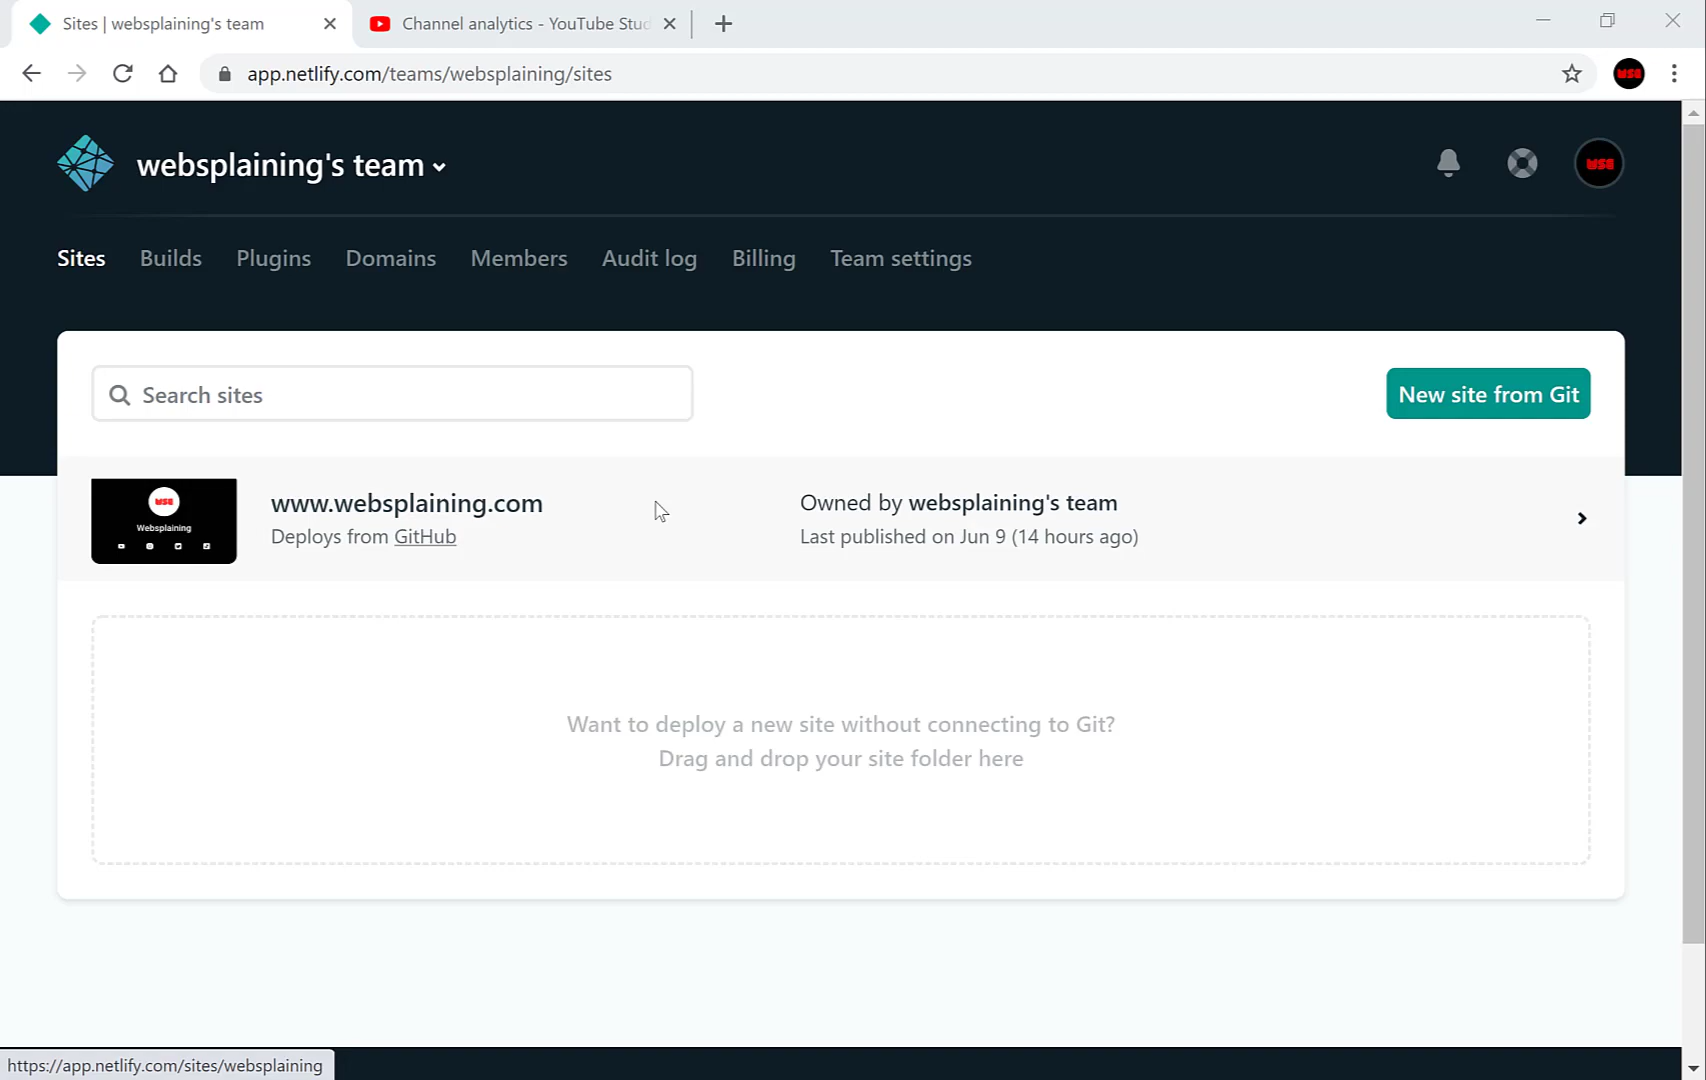 Sites | websplaining's team
Channel analytics - YouTube Stud
app.netlify.com/teams/websplaining/sites
WSB
websplaining's team
WSB
Sites
Builds
Plugins
Domains
Members
Audit log
Billing
Team settings
Search sites
New site from Git
WSB
Websplaining
www.websplaining.com
Deploys from GitHub
Owned by websplaining's team
Last published on Jun 9 (14 hours ago)
Want to deploy a new site without connecting to Git?
Drag and drop your site folder here
https://app.netlify.com/sites/websplaining